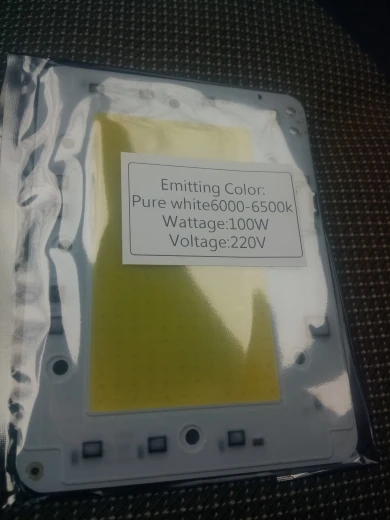 Emitting Color:
Pure white6000-6500k
Wattage:100W
Voltage:220V